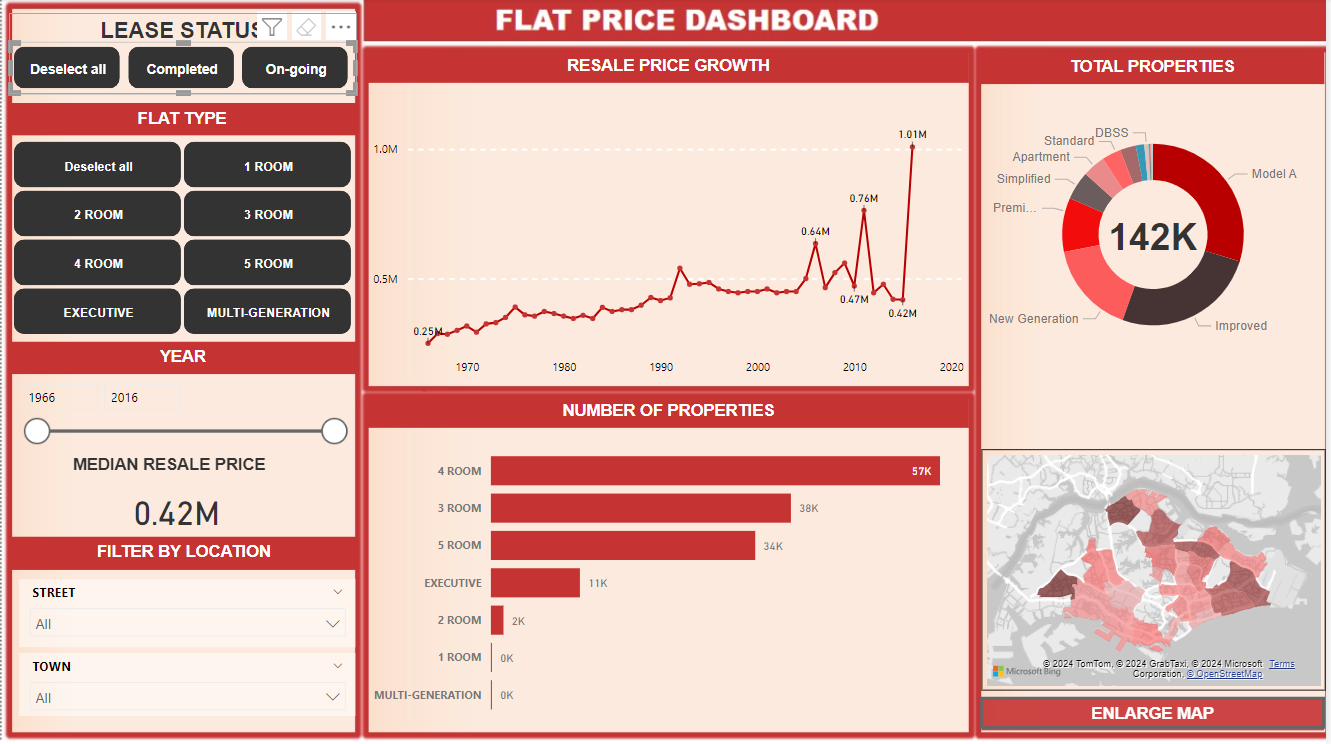 FLAT PRICE DASHBOARD
LEASE STATUS
Deselect all
Completed
On-going
FLAT TYPE
Deselect all
1 ROOM
2 ROOM
3 ROOM
4 ROOM
5 ROOM
EXECUTIVE
MULTI-GENERATION
YEAR
1966
2016
MEDIAN RESALE PRICE
0.42M
FILTER BY LOCATION
STREET
All
TOWN
All
RESALE PRICE GROWTH
1.0M
0.5M
0.25M
0.64M
0.76M
0.47M
0.42M
1.01M
1970
1980
1990
2000
2010
2020
NUMBER OF PROPERTIES
4 ROOM
57K
3 ROOM
38K
5 ROOM
34K
EXECUTIVE
11K
2 ROOM
2K
1 ROOM
0K
MULTI-GENERATION
0K
TOTAL PROPERTIES
DBSS
Standard
Apartment
Simplified
Premi...
New Generation
Model A
Improved
142K
Microsoft Bing
© 2024 TomTom, © 2024 GrabTaxi, © 2024 Microsoft Terms
Corporation, © OpenStreetMap
ENLARGE MAP